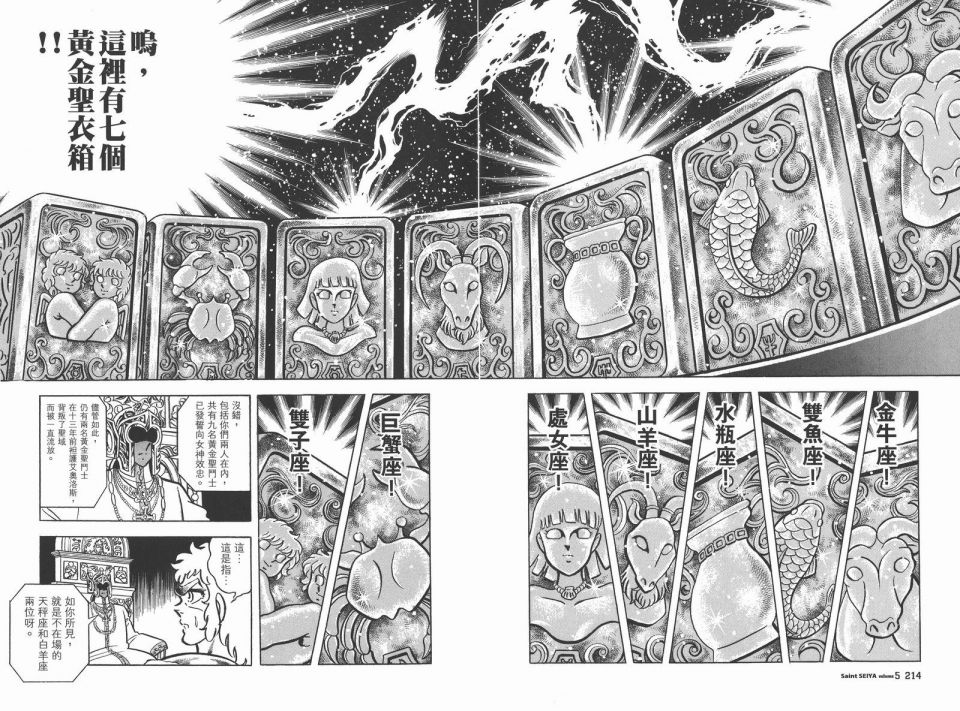 嗚，
這裡有七個
黃金聖衣箱
!!
金牛座！
雙魚座！
水瓶座！
山羊座！
處女座！
巨蟹座！
雙子座！
沒錯，
包括你們兩人在內，
共有九名黃金聖鬥士
已發誓向女神效忠。
儘管如此，
仍有兩名黃金聖鬥士
在十三年前袒護艾奧洛斯，
背叛了聖域
而被一直流放。
這…
這是指…
如你所見，
就是不在場的
天秤座和白羊座
兩位呀。
Saint SEIYA volume 5 214